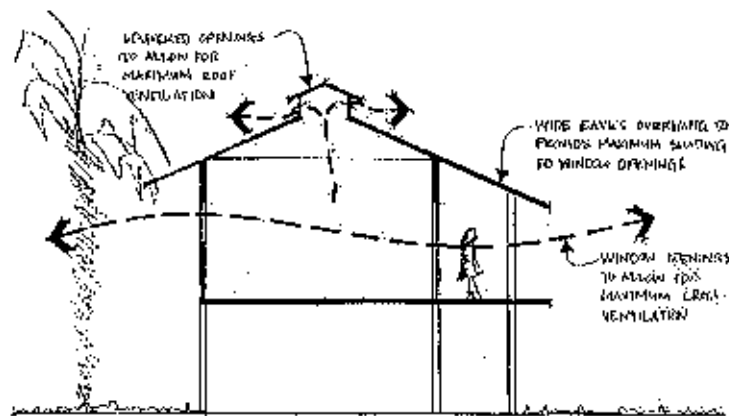 LOUVERED OPENINGS
TO ALLOW FOR
MAXIMUM ROOF
VENTILATION
WIDE EAVES OVERHANG TO
PROVIDE MAXIMUM SHADING
TO WINDOW OPENINGS
WINDOW OPENINGS
TO ALLOW FOR
MAXIMUM CROSS-
VENTILATION